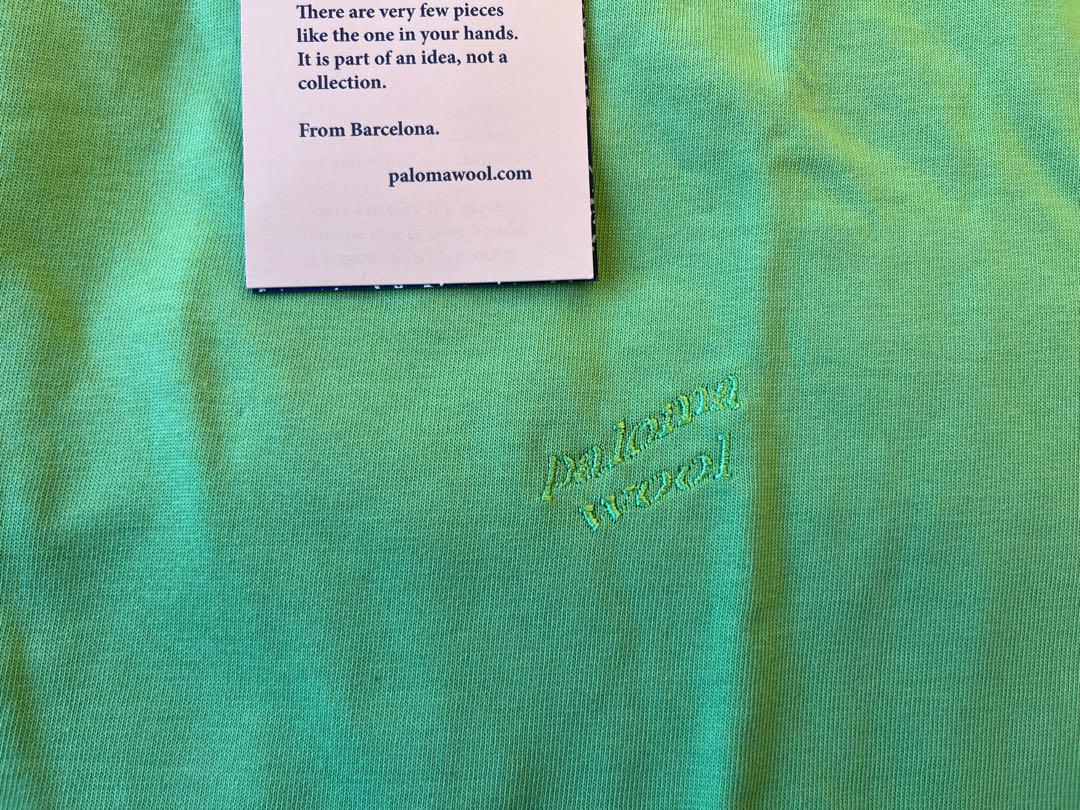 There are very few pieces
like the one in your hands.
It is part of an idea, not a
collection.
From Barcelona.
palomawool.com
paloma
wool